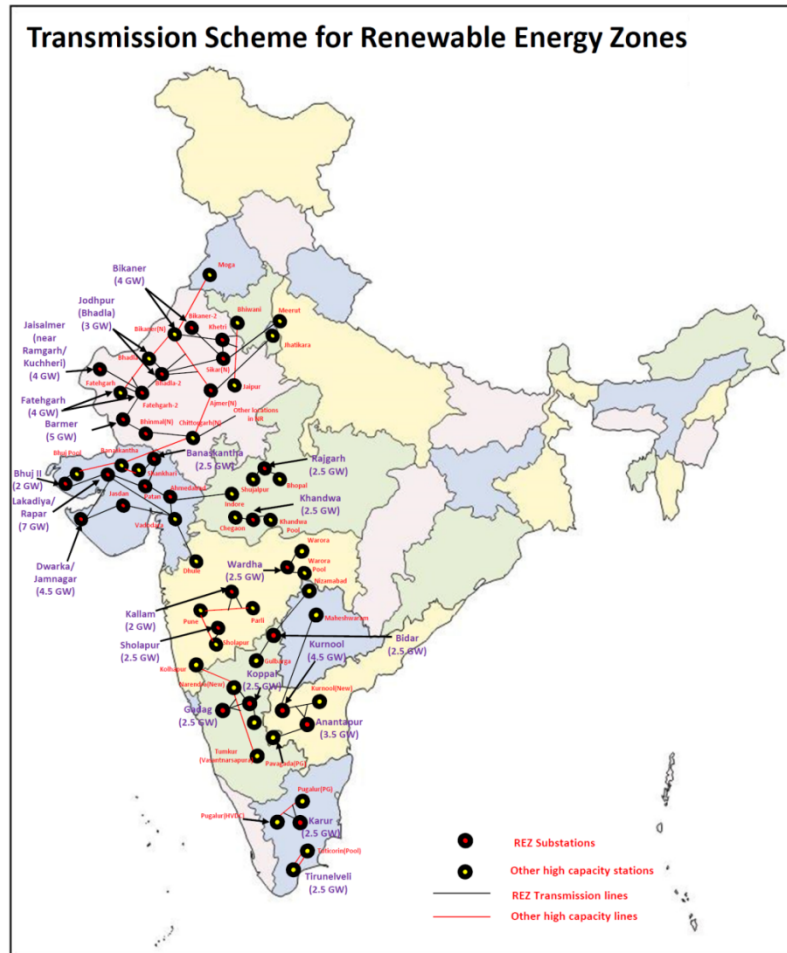 Transmission Scheme for Renewable Energy Zones
Moga
Bikaner
(4 GW)
Jodhpur
(Bhadla)
(3 GW)
Bikaner-2
Bikaner(N)
Khetri
Bhiwani
Meerut
Jhatikara
Jaisalmer
(near
Ramgarh/
Kuchheri)
(4 GW)
Bhadla
Bhadla-2
Sikar(N)
Fatehgarh
Fatehgarh
(4 GW)
Fatehgarh-2
Ajmer(N)
Jaipur
Barmer
(5 GW)
Bhinmal(N)
Chittorgarh(N)
Other locations
in NR
Bhuj Pool
Banaskantha
Banaskantha
(2.5 GW)
Rajgarh
(2.5 GW)
Bhuj II
(2 GW)
Sankhari
Patan
Ahmedabad
Shujalpur
Bhopal
Indore
Lakadiya/
Rapar
(7 GW)
Jasdan
Vadodara
Khandwa
(2.5 GW)
Chegaon
Khandwa
Pool
Dwarka/
Jamnagar
(4.5 GW)
Dhule
Wardha
(2.5 GW)
Warora
Warora
Pool
Nizamabad
Kallam
(2 GW)
Pune
Parli
Maheshwaram
Sholapur
(2.5 GW)
Sholapur
Kurnool
(4.5 GW)
Bidar
(2.5 GW)
Gulbarga
Kolhapur
Koppal
(2.5 GW)
Narendra(New)
Kurnool(New)
Gadag
(2.5 GW)
Anantapur
(3.5 GW)
Tumkur
(Vasantnarsapura)
Pavagada(PG)
Pugalur(PG)
Pugalur(HVDC)
Karur
(2.5 GW)
Tuticorin(Pool)
Tirunelveli
(2.5 GW)
REZ Substations
Other high capacity stations
REZ Transmission lines
Other high capacity lines